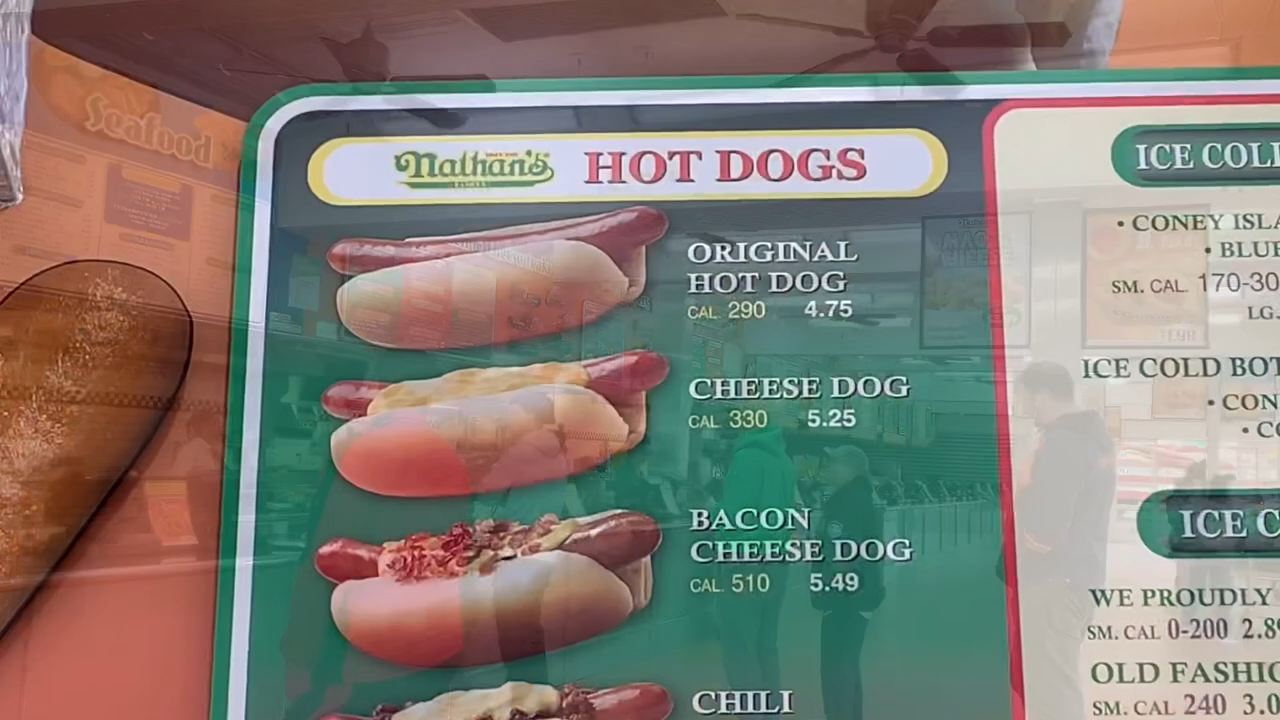 Seafood
Nathan's
FAMOUS
HOT DOGS
ORIGINAL
HOT DOG
CAL. 290 4.75
CHEESE DOG
CAL. 330 5.25
BACON
CHEESE DOG
CAL. 510 5.49
CHILI
ICE COL
• CONEY ISL
• BLUE
SM. CAL. 170-30
LG.
ICE COLD BOT
• CON
• CO
ICE C
WE PROUDLY
SM. CAL 0-200 2.8
OLD FASHIO
SM. CAL 240 3.0